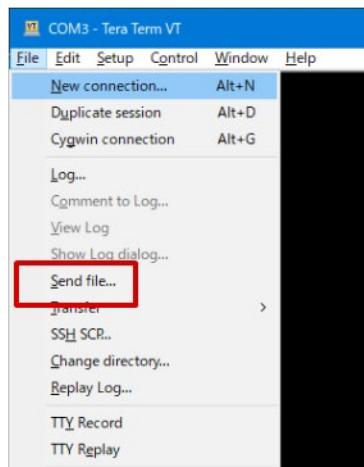 COM3 - Tera Term VT
File Edit Setup Control Window Help
New connection... Alt+N
Duplicate session Alt+D
Cygwin connection Alt+G
Log...
Comment to Log...
View Log
Show Log dialog...
Send file...
Transfer >
SSH SCP...
Change directory...
Replay Log...
TTY Record
TTY Replay